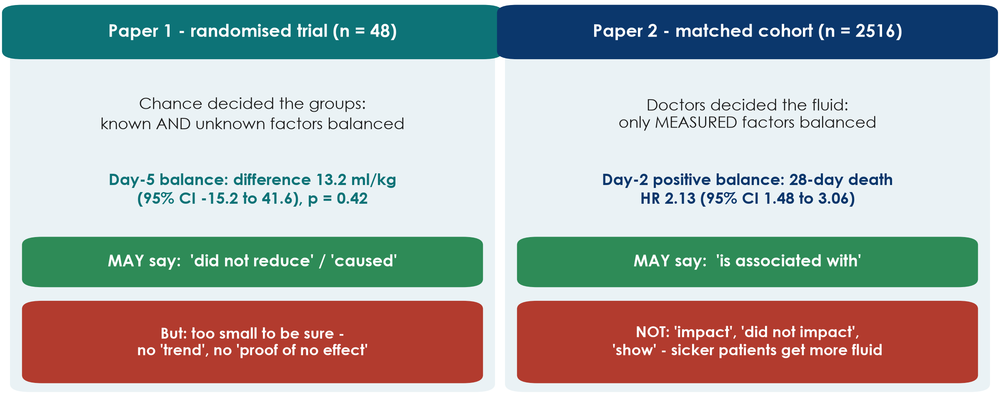 Paper 1 - randomised trial (n = 48)
Chance decided the groups:
known AND unknown factors balanced
Day-5 balance: difference 13.2 ml/kg
(95% CI -15.2 to 41.6), p = 0.42
MAY say:  'did not reduce' / 'caused'
But: too small to be sure -
no 'trend', no 'proof of no effect'
Paper 2 - matched cohort (n = 2516)
Doctors decided the fluid:
only MEASURED factors balanced
Day-2 positive balance: 28-day death
HR 2.13 (95% CI 1.48 to 3.06)
MAY say:  'is associated with'
NOT: 'impact', 'did not impact',
'show' - sicker patients get more fluid